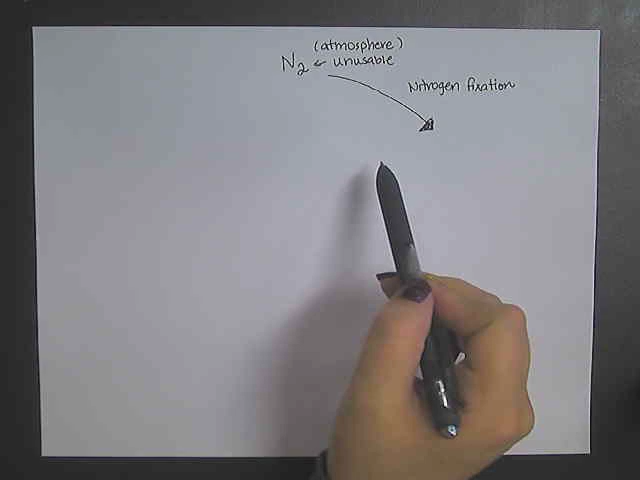 (atmosphere)
N₂ ← unusable
Nitrogen fixation